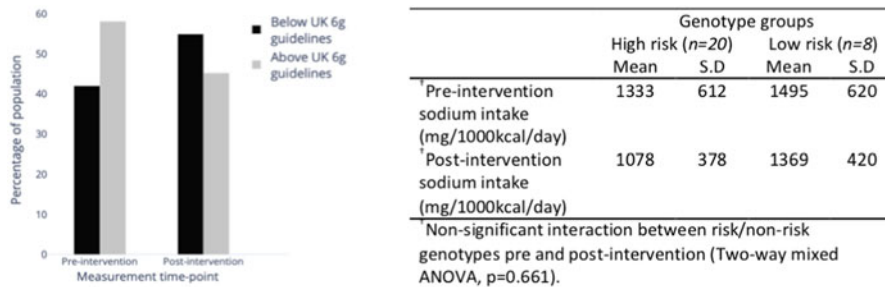 60
50
40
30
20
10
0
Percentage of population
Pre-intervention
Post-intervention
Measurement time-point
Below UK 6g
guidelines
Above UK 6g
guidelines
Genotype groups
High risk (n=20) Low risk (n=8)
Mean S.D Mean S.D
†Pre-intervention 1333 612 1495 620
sodium intake
(mg/1000kcal/day)
†Post-intervention 1078 378 1369 420
sodium intake
(mg/1000kcal/day)
†Non-significant interaction between risk/non-risk
genotypes pre and post-intervention (Two-way mixed
ANOVA, p=0.661).